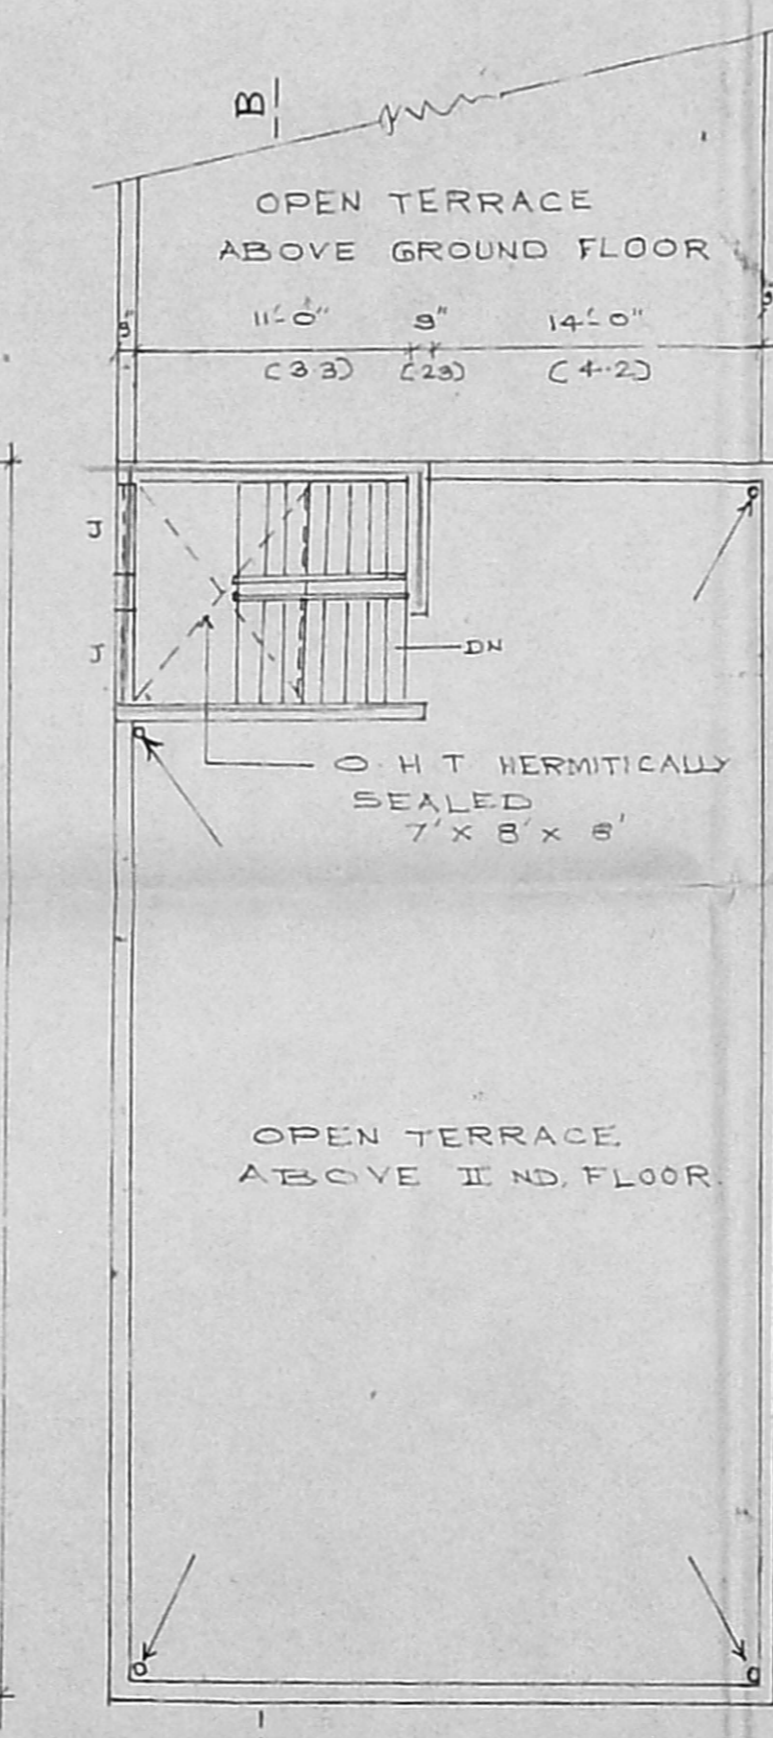 B
OPEN TERRACE
ABOVE GROUND FLOOR
9" 11'-0" 9" 14'-0"
(3.3) (23) (4.2)
J
J
DN
O.H.T HERMITICALLY
SEALED
7' x 8' x 6'
OPEN TERRACE
ABOVE II ND. FLOOR.